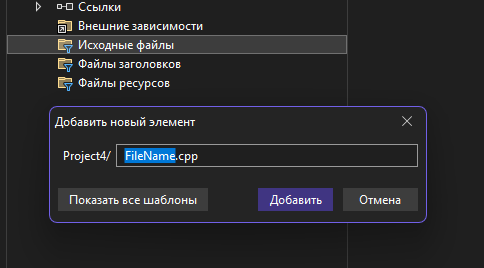 Ссылки
Внешние зависимости
Исходные файлы
Файлы заголовков
Файлы ресурсов
Добавить новый элемент
Project4/ FileName.cpp
Показать все шаблоны Добавить Отмена